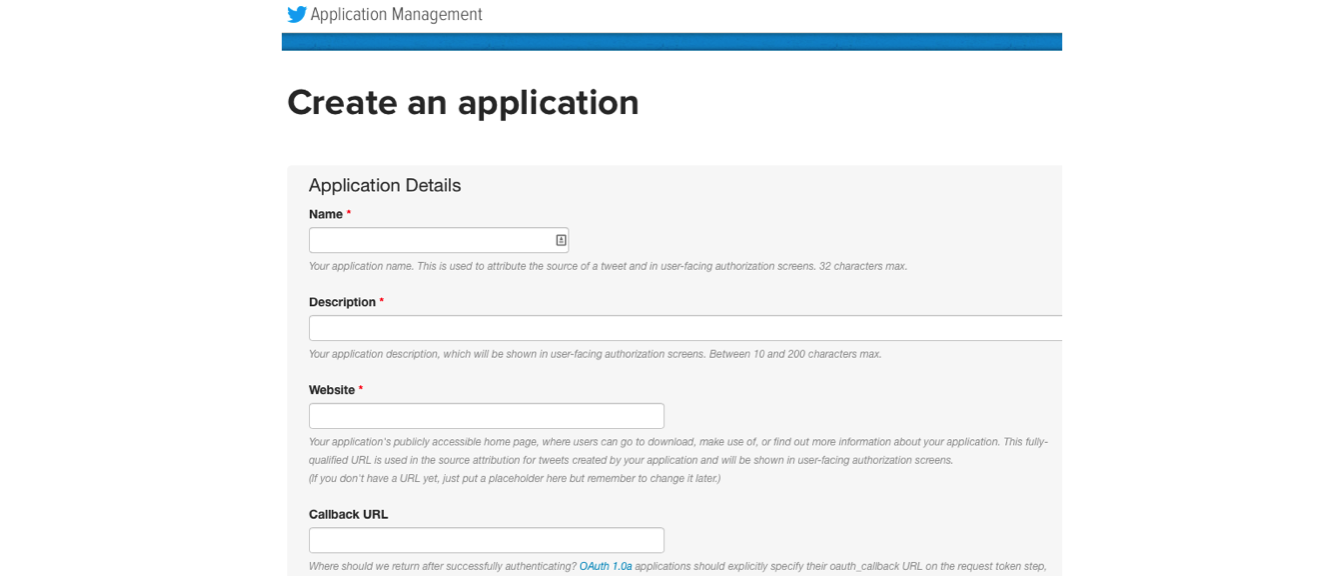 Application Management
Create an application
Application Details
Name *
Your application name. This is used to attribute the source of a tweet and in user-facing authorization screens. 32 characters max.
Description *
Your application description, which will be shown in user-facing authorization screens. Between 10 and 200 characters max.
Website *
Your application's publicly accessible home page, where users can go to download, make use of, or find out more information about your application. This fully-
qualified URL is used in the source attribution for tweets created by your application and will be shown in user-facing authorization screens.
(If you don't have a URL yet, just put a placeholder here but remember to change it later.)
Callback URL
Where should we return after successfully authenticating? OAuth 1.0a applications should explicitly specify their oauth_callback URL on the request token step,